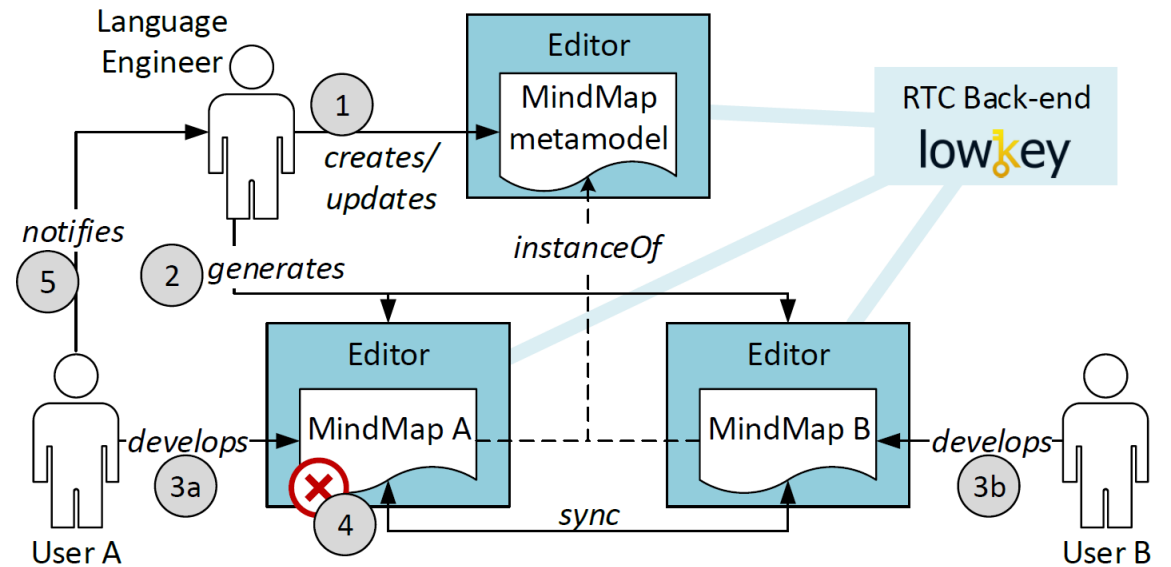 Language
Engineer
Editor
MindMap
metamodel
RTC Back-end
lowkey
1
creates/
updates
notifies
5
2
generates
instanceOf
Editor
MindMap A
Editor
MindMap B
develops
3a
develops
3b
4
sync
User A
User B